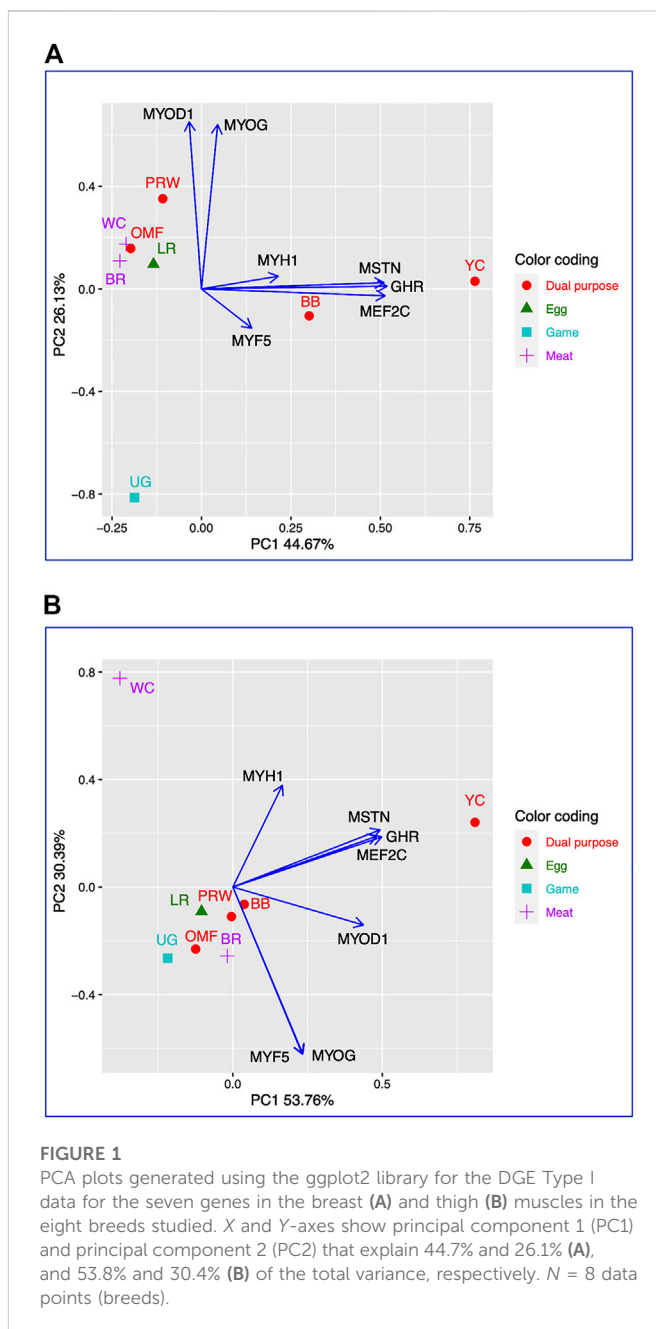 A
MYOD1
MYOG
0.4
PRW
WC
OMF
LR
BR
MYH1
MSTN
YC
GHR
0.0
BB
MEF2C
MYF5
PC2 26.13%
−0.4
UG
−0.8
−0.25 0.00 0.25 0.50 0.75
PC1 44.67%
Color coding
Dual purpose
Egg
Game
Meat
B
0.8
WC
MYH1
0.4
MSTN
YC
GHR
MEF2C
0.0
LR PRW BB
UG OMF BR
MYOD1
PC2 30.39%
−0.4
MYF5 MYOG
0.0 0.5
PC1 53.76%
Color coding
Dual purpose
Egg
Game
Meat
FIGURE 1
PCA plots generated using the ggplot2 library for the DGE Type I
data for the seven genes in the breast (A) and thigh (B) muscles in the
eight breeds studied. X and Y-axes show principal component 1 (PC1)
and principal component 2 (PC2) that explain 44.7% and 26.1% (A),
and 53.8% and 30.4% (B) of the total variance, respectively. N = 8 data
points (breeds).